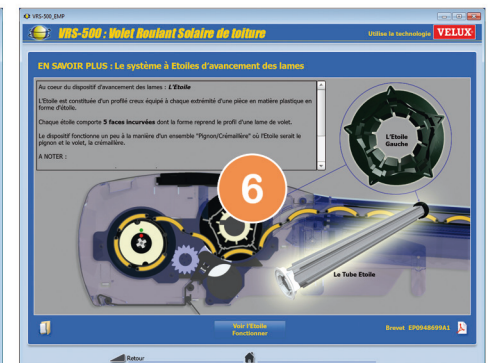 VRS-500_EMP
VRS-500 : Volet Roulant Solaire de toiture
Utilise la technologie VELUX
EN SAVOIR PLUS : Le système à Etoiles d'avancement des lames
Au coeur du dispositif d'avancement des lames : L'Etoile
L'Etoile est constituée d'un profilé creux équipé à chaque extrémité d'une pièce en matière plastique en
forme d'étoile.
Chaque étoile comporte 5 faces incurvées dont la forme reprend le profil d'une lame de volet.
Le dispositif fonctionne un peu à la manière d'un ensemble "Pignon/Crémaillère" où l'Etoile serait le
pignon et le volet, la crémaillère.
A NOTER :
L'Etoile
Gauche
6
Le Tube Etoile
Voir l'Etoile
Fonctionner
Brevet EP0948699A1
Retour